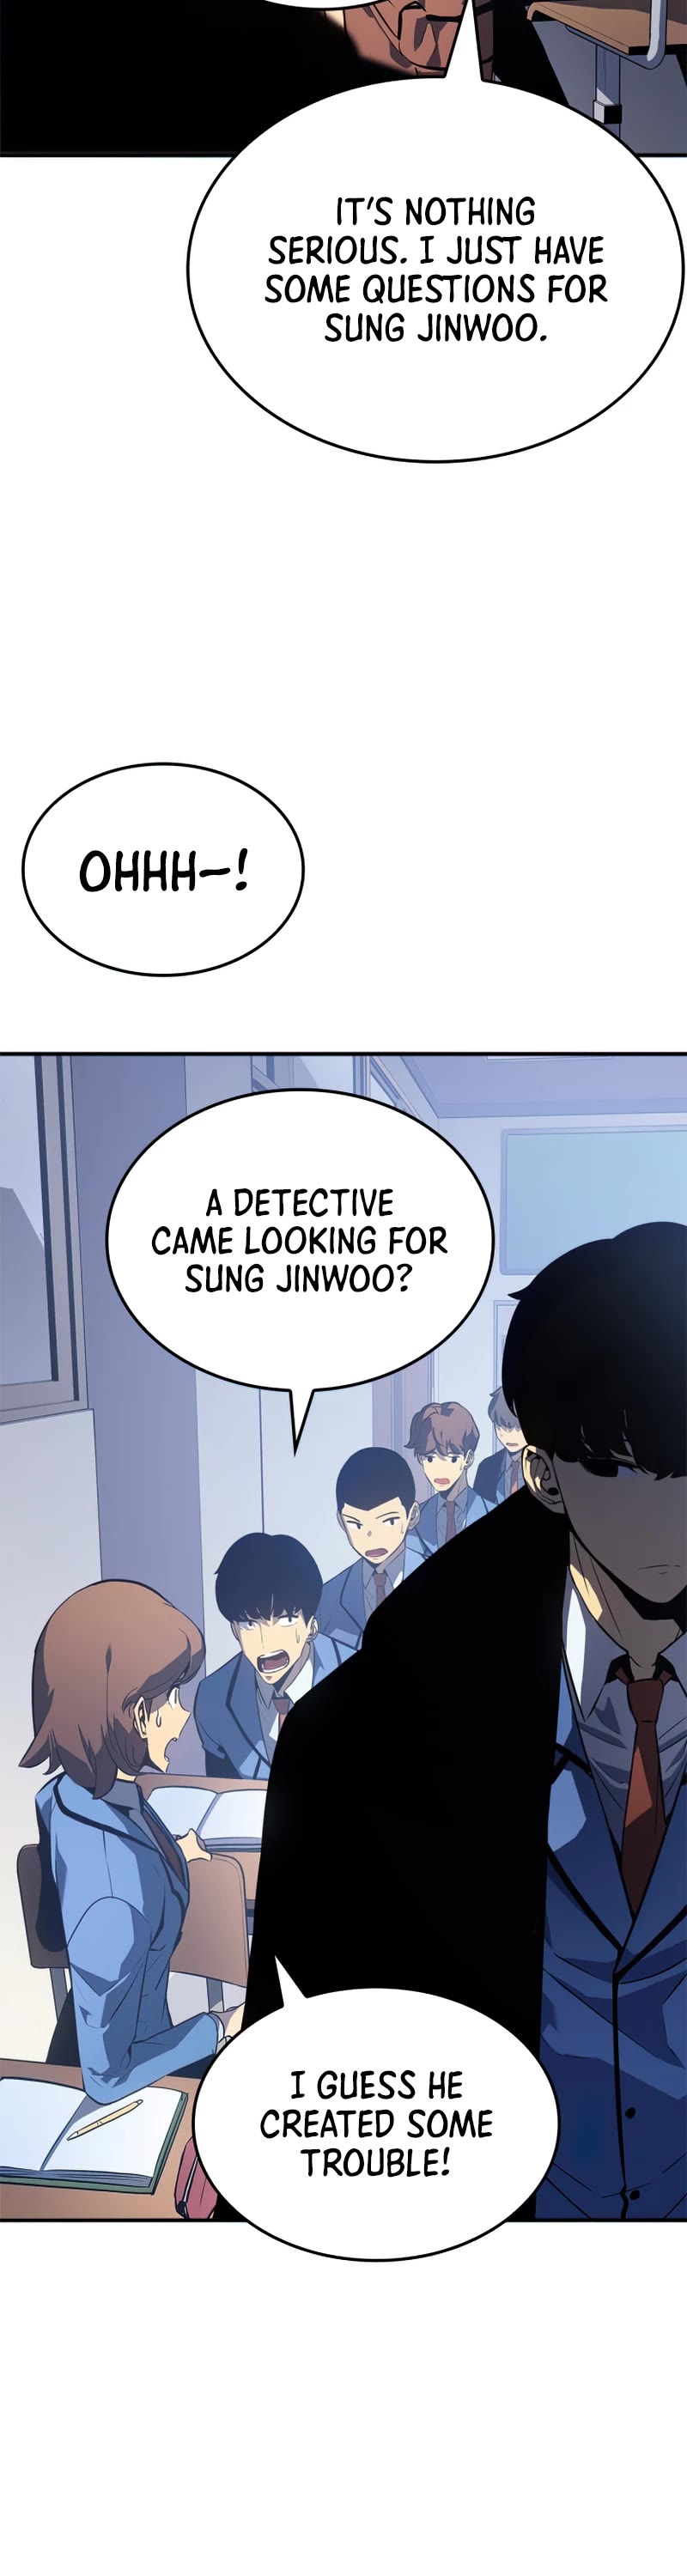 IT'S NOTHING
SERIOUS. I JUST HAVE
SOME QUESTIONS FOR
SUNG JINWOO.
OHHH~!
A DETECTIVE
CAME LOOKING FOR
SUNG JINWOO?
I GUESS HE
CREATED SOME
TROUBLE!